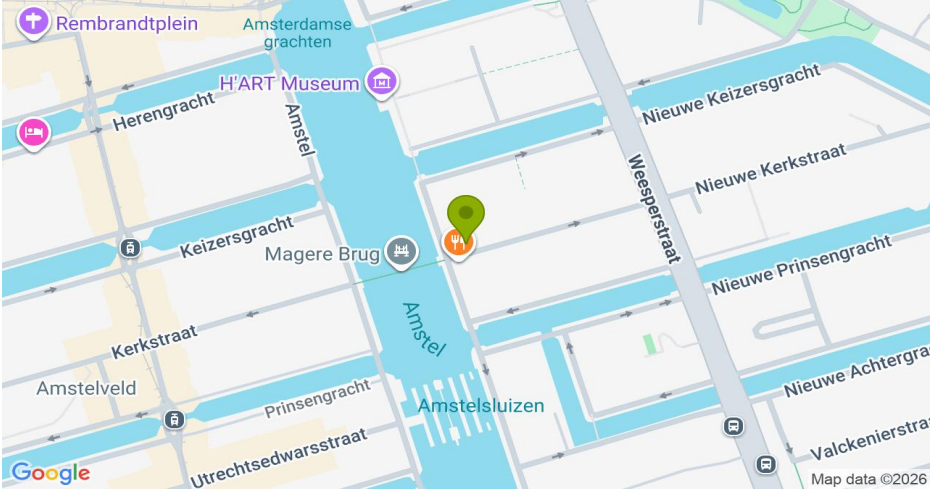 Rembrandtplein
Amsterdamse
grachten
H'ART Museum
Herengracht
Amstel
Nieuwe Keizersgracht
Weesperstraat
Nieuwe Kerkstraat
Keizersgracht
Magere Brug
Nieuwe Prinsengracht
Amstel
Kerkstraat
Amstelveld
Prinsengracht
Amstelsluizen
Nieuwe Achtergra
Utrechtsedwarsstraat
Valckenierstra
Google
Map data ©2026